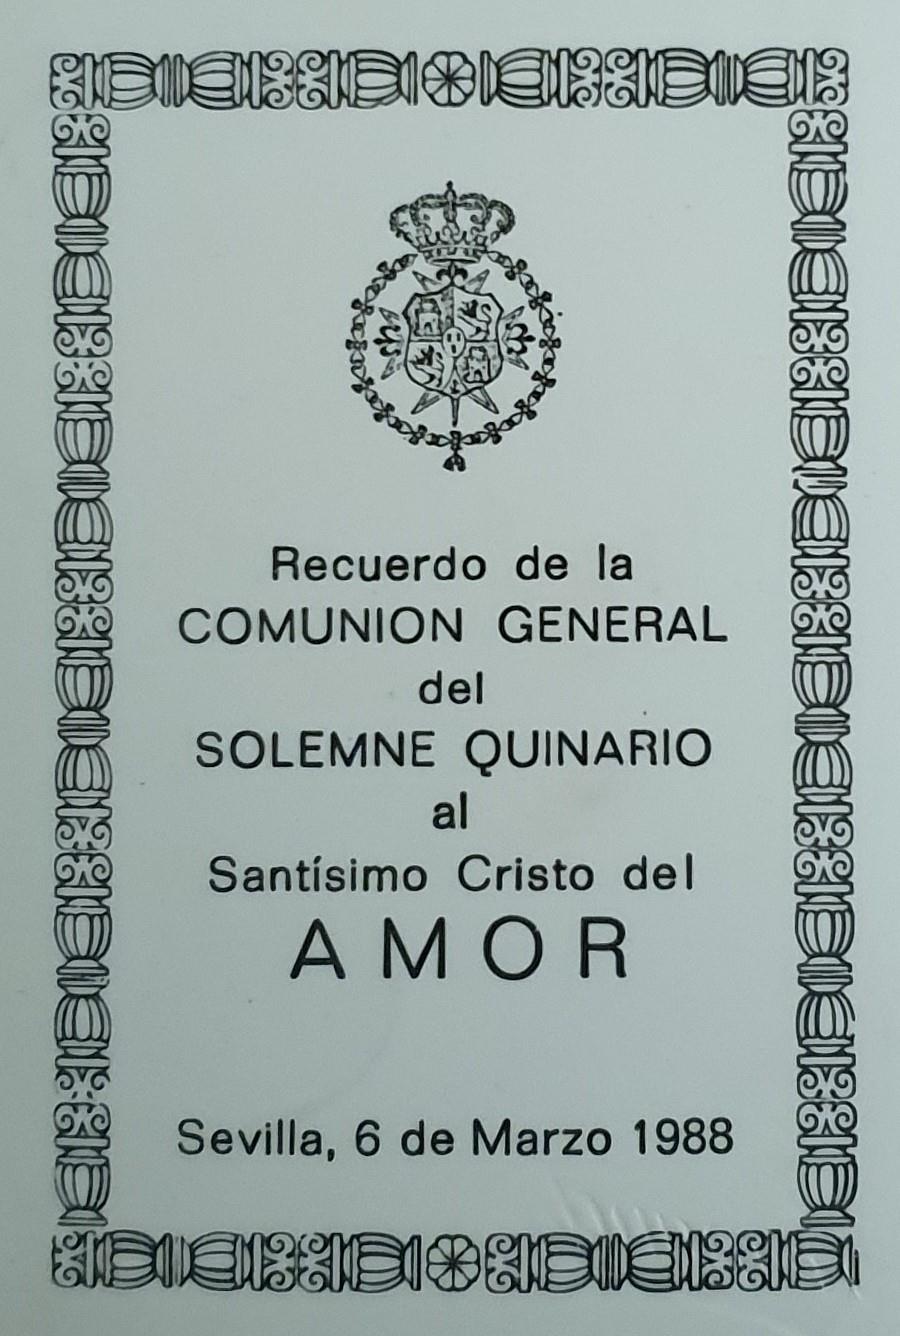 Recuerdo de la
COMUNION GENERAL
del
SOLEMNE QUINARIO
al
Santísimo Cristo del
AMOR
Sevilla, 6 de Marzo 1988